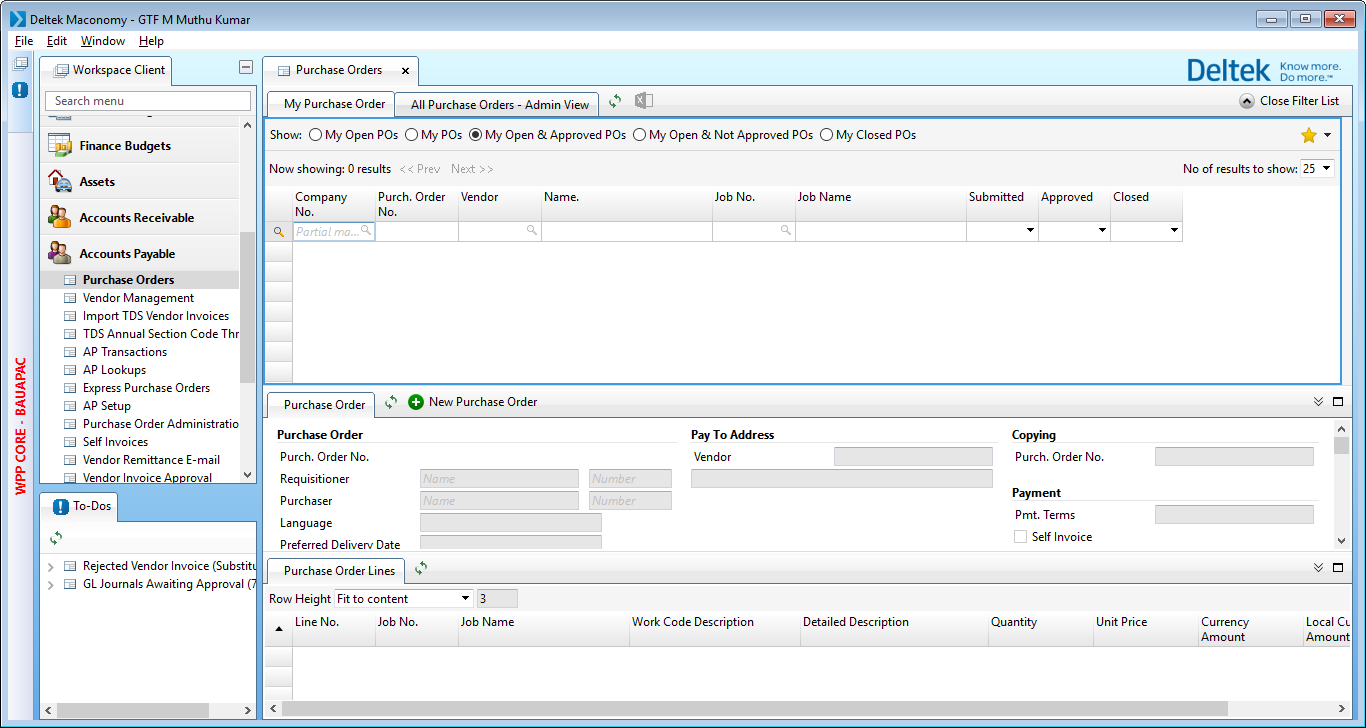 Deltek Maconomy - GTF M Muthu Kumar
File Edit Window Help
Workspace Client
Search menu
Finance Budgets
Assets
Accounts Receivable
Accounts Payable
Purchase Orders
Vendor Management
Import TDS Vendor Invoices
TDS Annual Section Code Thr
AP Transactions
AP Lookups
Express Purchase Orders
AP Setup
Purchase Order Administratio
Self Invoices
Vendor Remittance E-mail
Vendor Invoice Approval
WPP CORE - BAUAPAC
To-Dos
Rejected Vendor Invoice (Substitu
GL Journals Awaiting Approval (7
Purchase Orders
Deltek Know more. Do more.™
My Purchase Order All Purchase Orders - Admin View Close Filter List
Show: My Open POs My POs My Open & Approved POs My Open & Not Approved POs My Closed POs
Now showing: 0 results << Prev Next >> No of results to show: 25
Company No. Purch. Order No. Vendor Name. Job No. Job Name Submitted Approved Closed
Partial ma...
Purchase Order New Purchase Order
Purchase Order Pay To Address Copying
Purch. Order No. Vendor Purch. Order No.
Requisitioner Name Number
Purchaser Name Number Payment
Language Pmt. Terms
Preferred Delivery Date Self Invoice
Purchase Order Lines
Row Height Fit to content 3
Line No. Job No. Job Name Work Code Description Detailed Description Quantity Unit Price Currency Amount Local Cu Amount